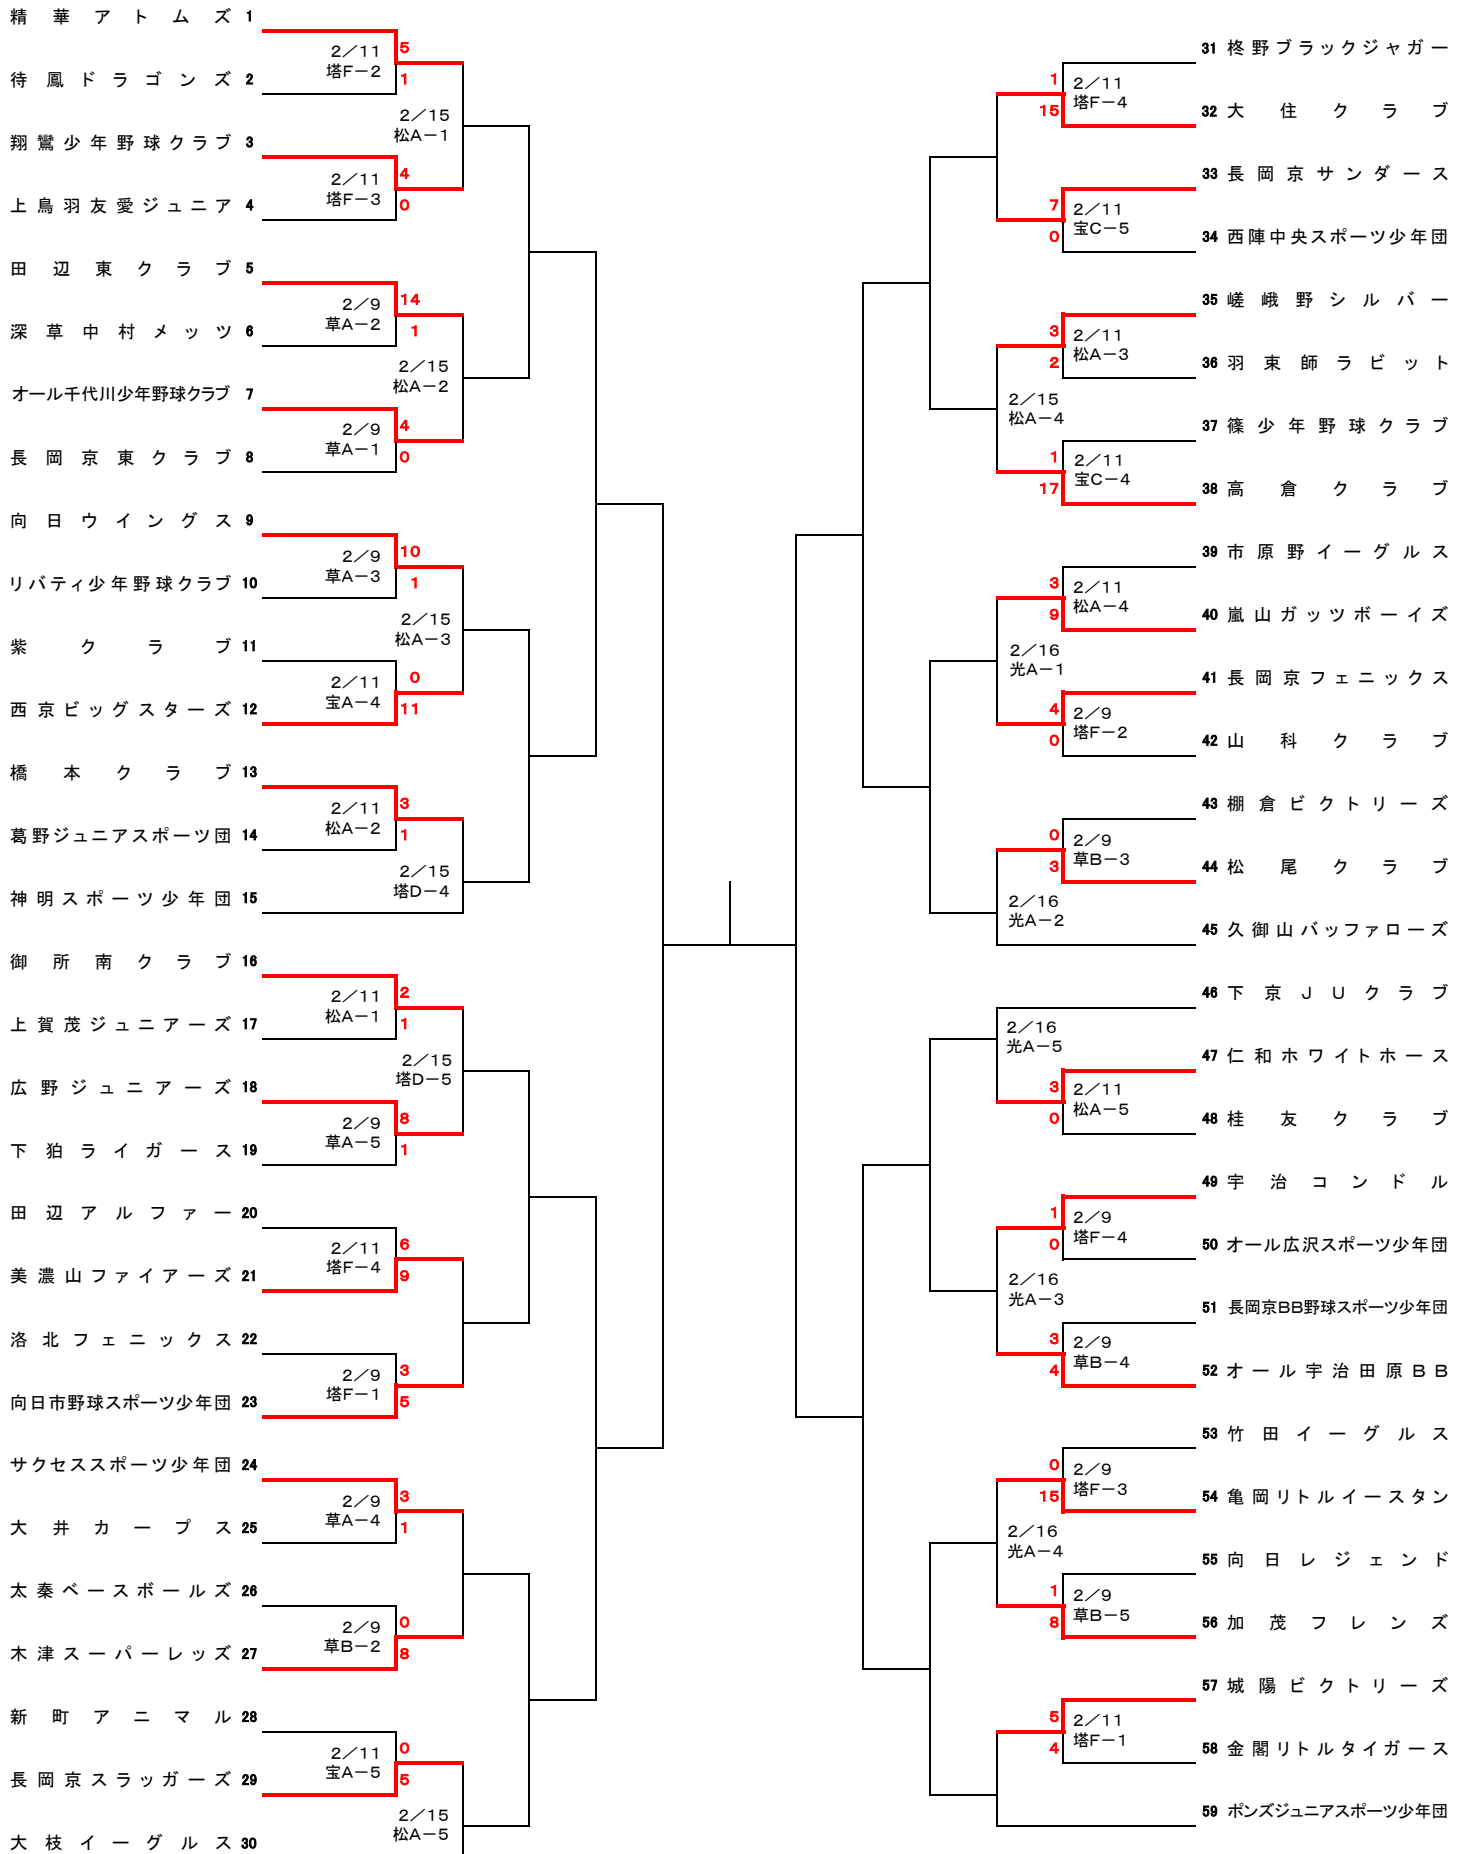 精華アトムズ 1
2／11 5
塔F－2 1
待鳳ドラゴンズ 2
2／15
松A－1
翔鸞少年野球クラブ 3
2／11 4
塔F－3 0
上鳥羽友愛ジュニア 4
田辺東クラブ 5
2／9 14
草A－2 1
深草中村メッツ 6
2／15
松A－2
オール千代川少年野球クラブ 7
2／9 4
草A－1 0
長岡京東クラブ 8
向日ウイングス 9
2／9 10
草A－3 1
リバティ少年野球クラブ 10
2／15
松A－3
紫クラブ 11
2／11 0
宝A－4 11
西京ビッグスターズ 12
橋本クラブ 13
2／11 3
松A－2 1
葛野ジュニアスポーツ団 14
2／15
塔D－4
神明スポーツ少年団 15
御所南クラブ 16
2／11 2
松A－1 1
上賀茂ジュニアーズ 17
2／15
塔D－5
広野ジュニアーズ 18
2／9 8
草A－5 1
下狛ライガース 19
田辺アルファー 20
2／11 6
塔F－4 9
美濃山ファイアーズ 21
洛北フェニックス 22
2／9 3
塔F－1 5
向日市野球スポーツ少年団 23
サクセススポーツ少年団 24
2／9 3
草A－4 1
大井カープス 25
太秦ベースボールズ 26
2／9 0
草B－2 8
木津スーパーレッズ 27
新町アニマル 28
2／11 0
宝A－5 5
長岡京スラッガーズ 29
2／15
松A－5
大枝イーグルス 30
31 柊野ブラックジャガー
1 2／11
15 塔F－4
32 大住クラブ
33 長岡京サンダース
7 2／11
0 宝C－5
34 西陣中央スポーツ少年団
35 嵯峨野シルバー
3 2／11
2 松A－3
36 羽束師ラビット
2／15
松A－4
37 篠少年野球クラブ
1 2／11
17 宝C－4
38 高倉クラブ
39 市原野イーグルス
3 2／11
9 松A－4
40 嵐山ガッツボーイズ
2／16
光A－1
41 長岡京フェニックス
4 2／9
0 塔F－2
42 山科クラブ
43 棚倉ビクトリーズ
0 2／9
3 草B－3
44 松尾クラブ
2／16
光A－2
45 久御山バッファローズ
46 下京JUクラブ
2／16
光A－5
47 仁和ホワイトホース
3 2／11
0 松A－5
48 桂友クラブ
49 宇治コンドル
1 2／9
0 塔F－4
50 オール広沢スポーツ少年団
2／16
光A－3
51 長岡京BB野球スポーツ少年団
3 2／9
4 草B－4
52 オール宇治田原BB
53 竹田イーグルス
0 2／9
15 塔F－3
54 亀岡リトルイースタン
2／16
光A－4
55 向日レジェンド
1 2／9
8 草B－5
56 加茂フレンズ
57 城陽ビクトリーズ
5 2／11
4 塔F－1
58 金閣リトルタイガース
59 ポンズジュニアスポーツ少年団